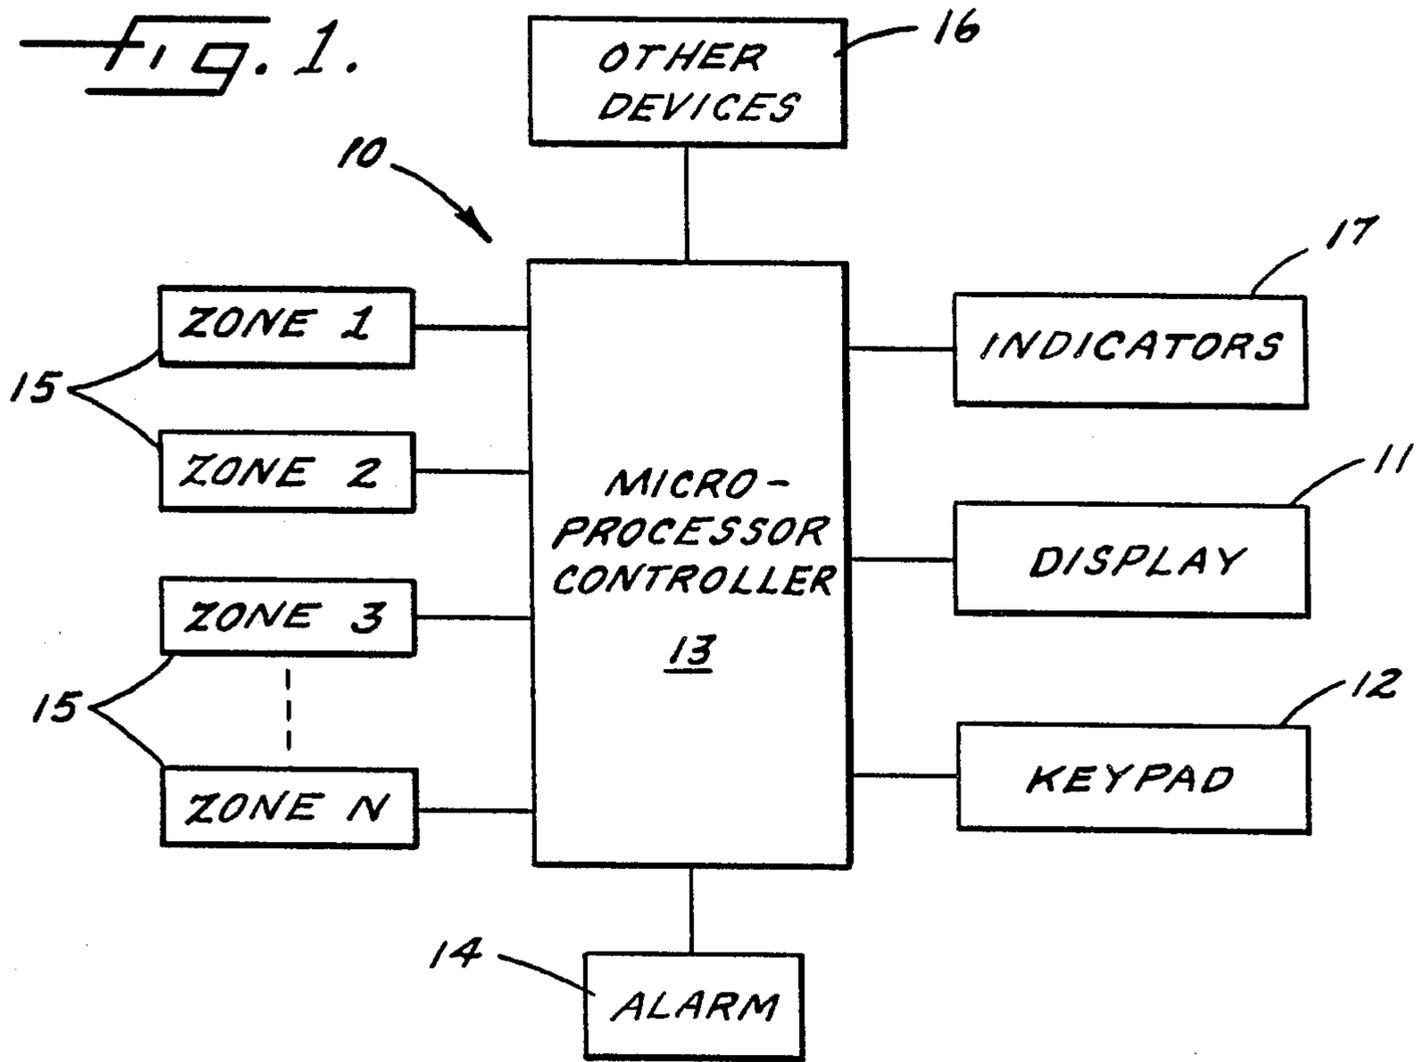 Fig. 1.
16
OTHER
DEVICES
10
17
ZONE 1
INDICATORS
15
ZONE 2
11
MICRO-
PROCESSOR
CONTROLLER
13
DISPLAY
ZONE 3
15
12
ZONE N
KEYPAD
14
ALARM